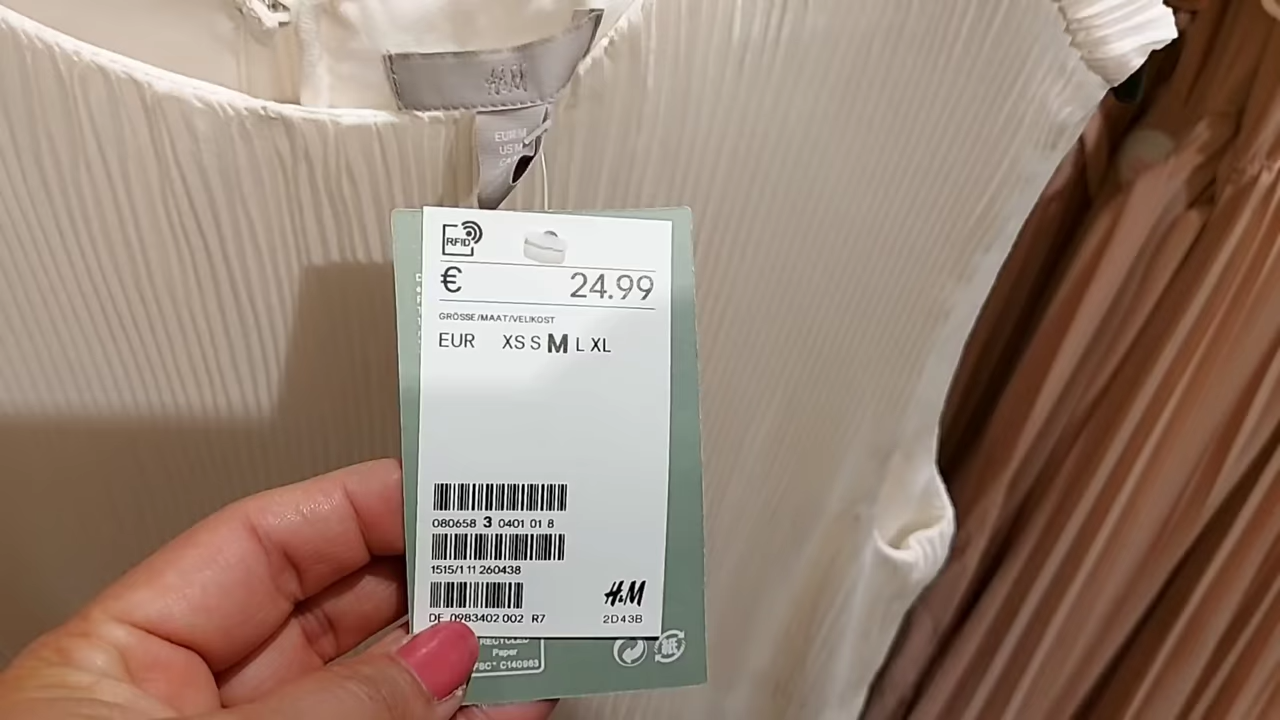 H&M
EUR M
US M
RFID
€ 24.99
GRÖSSE/MAAT/VELIKOST
EUR XS S M L XL
080658 3 0401 01 8
1515/1 11 260438
H&M
DE 0983402 002 R7
2D43B
RECYCLED
Paper
C140963